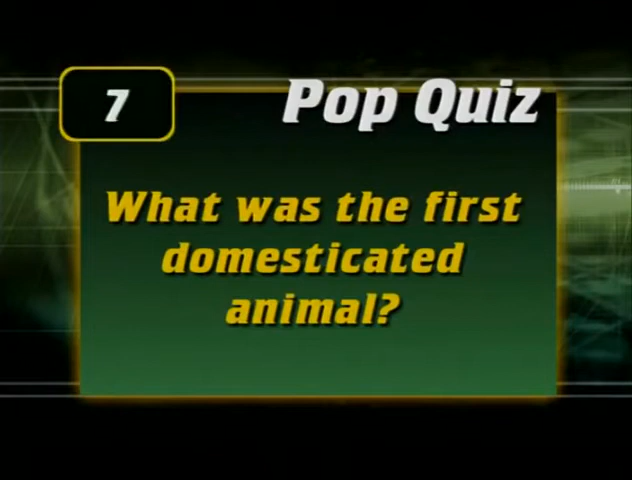 7
Pop Quiz
What was the first
domesticated
animal?